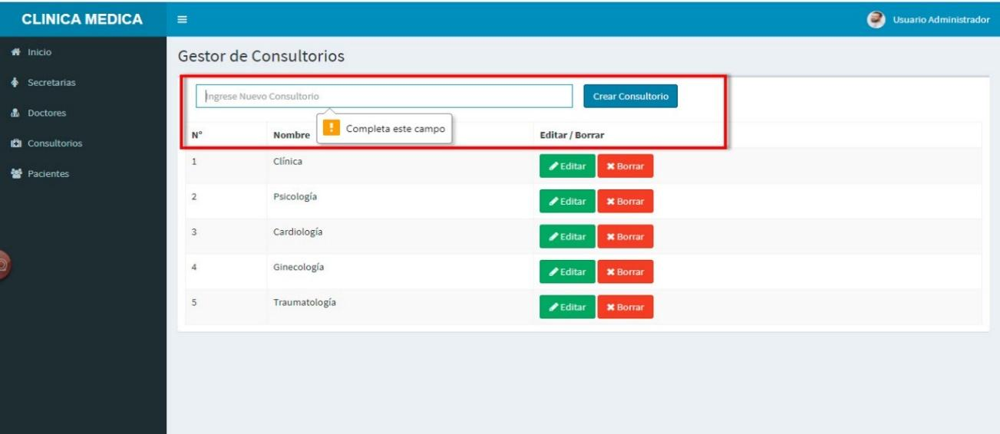 CLINICA MEDICA
Usuario Administrador
Inicio
Secretarias
Doctores
Consultorios
Pacientes
Gestor de Consultorios
Ingrese Nuevo Consultorio
Crear Consultorio
Completa este campo
N° Nombre Editar / Borrar
1 Clínica Editar Borrar
2 Psicología Editar Borrar
3 Cardiología Editar Borrar
4 Ginecología Editar Borrar
5 Traumatología Editar Borrar